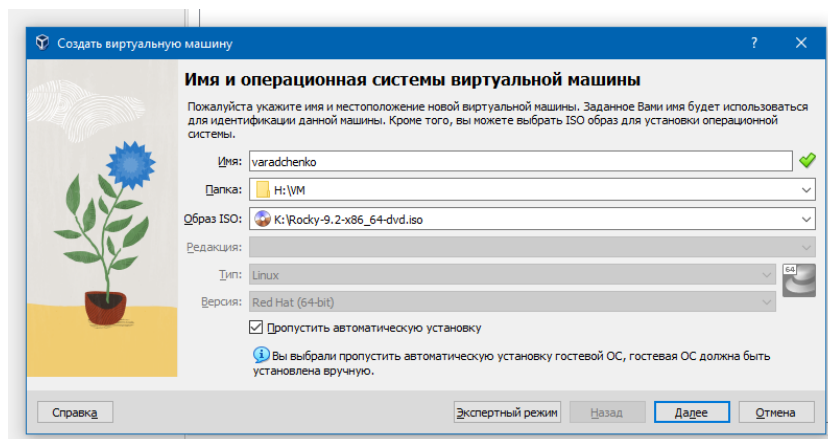 Создать виртуальную машину
Имя и операционная системы виртуальной машины
Пожалуйста укажите имя и местоположение новой виртуальной машины. Заданное Вами имя будет использоваться
для идентификации данной машины. Кроме того, вы можете выбрать ISO образ для установки операционной
системы.
Имя: varadchenko
Папка: H:\VM
Образ ISO: K:\Rocky-9.2-x86_64-dvd.iso
Редакция:
Тип: Linux
64
Версия: Red Hat (64-bit)
Пропустить автоматическую установку
Вы выбрали пропустить автоматическую установку гостевой ОС, гостевая ОС должна быть
установлена вручную.
Справка Экспертный режим Назад Далее Отмена